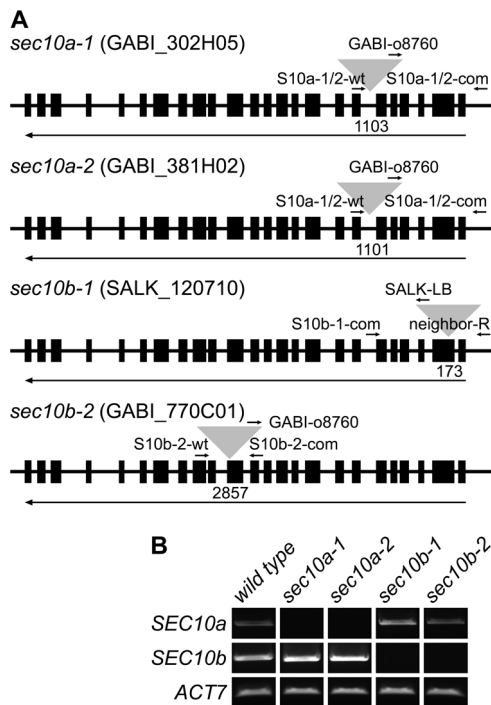 A
sec10a-1 (GABI_302H05)
GABI-o8760
S10a-1/2-wt
S10a-1/2-com
1103
sec10a-2 (GABI_381H02)
GABI-o8760
S10a-1/2-wt
S10a-1/2-com
1101
sec10b-1 (SALK_120710)
SALK-LB
S10b-1-com
neighbor-R
173
sec10b-2 (GABI_770C01)
GABI-o8760
S10b-2-wt
S10b-2-com
2857
B
wild type
sec10a-1
sec10a-2
sec10b-1
sec10b-2
SEC10a
SEC10b
ACT7